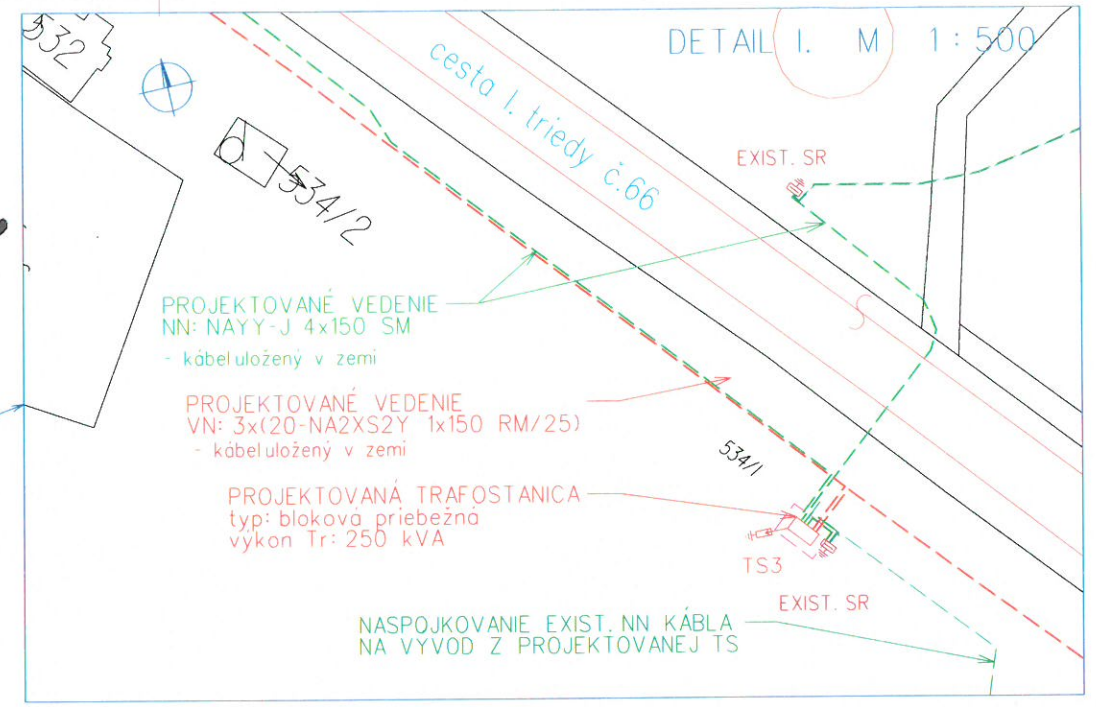 532
DETAIL I. M 1:500
cesta I. triedy č.66
EXIST. SR
534/2
PROJEKTOVANÉ VEDENIE
NN: NAYY-J 4x150 SM
- kábel uložený v zemi
PROJEKTOVANÉ VEDENIE
VN: 3x(20-NA2XS2Y 1x150 RM/25)
- kábel uložený v zemi
534/1
PROJEKTOVANÁ TRAFOSTANICA
typ: bloková priebežná
výkon Tr: 250 kVA
TS3
EXIST. SR
NASPOJKOVANIE EXIST. NN KÁBLA
NA VÝVOD Z PROJEKTOVANEJ TS